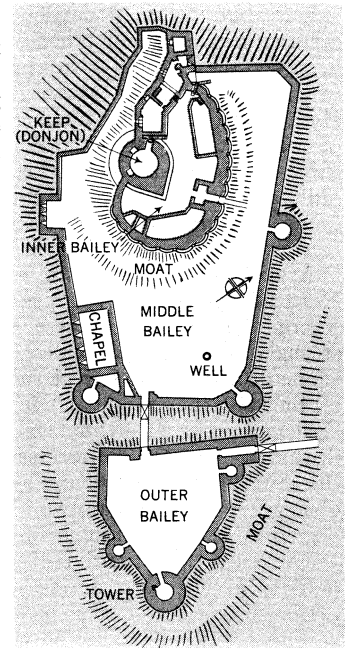 KEEP
(DONJON)
INNER BAILEY
MOAT
MIDDLE
BAILEY
CHAPEL
WELL
OUTER
BAILEY
MOAT
TOWER